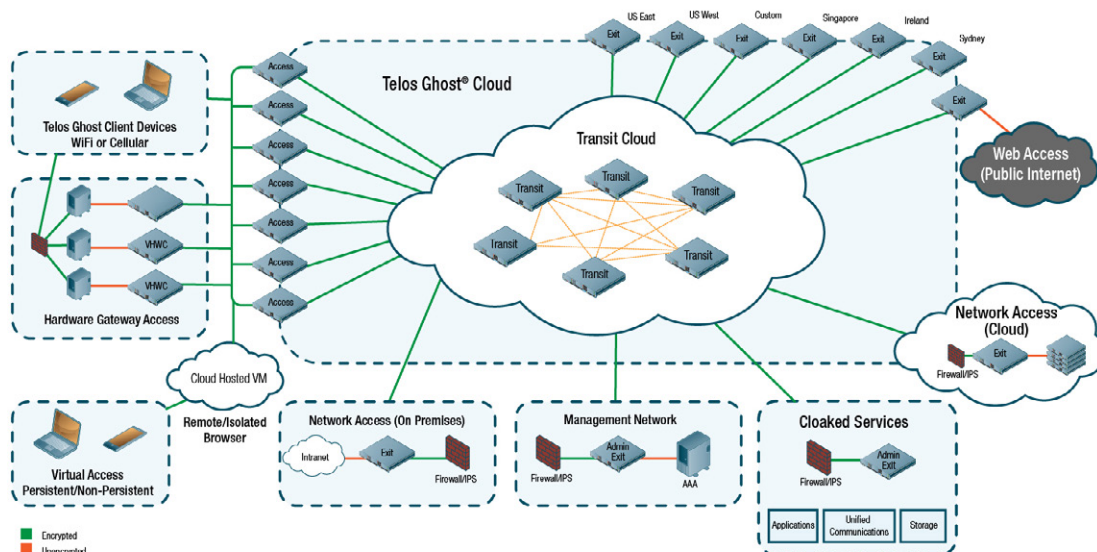 US East
US West
Custom
Singapore
Ireland
Sydney
Exit
Exit
Exit
Exit
Exit
Exit
Exit
Web Access
(Public Internet)
Telos Ghost® Cloud
Telos Ghost Client Devices
WiFi or Cellular
Access
Access
Access
Access
Access
Access
Access
VHWC
VHWC
Hardware Gateway Access
Transit Cloud
Transit
Transit
Transit
Transit
Transit
Transit
Network Access
(Cloud)
Firewall/IPS
Exit
Cloud Hosted VM
Remote/Isolated
Browser
Virtual Access
Persistent/Non-Persistent
Network Access (On Premises)
Intranet
Exit
Firewall/IPS
Management Network
Firewall/IPS
Admin
Exit
AAA
Cloaked Services
Firewall/IPS
Admin
Exit
Applications
Unified
Communications
Storage
Encrypted
Unencrypted